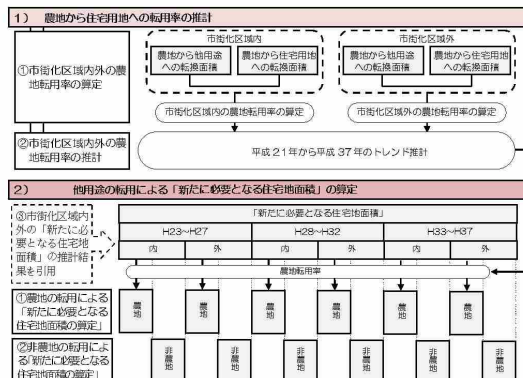 1） 農地から住宅用地への転用率の推計
①市街化区域内外の農
地転用率の算定
市街化区域内
農地から他用途
への転換面積
農地から住宅用地
への転換面積
市街化区域外
農地から他用途
への転換面積
農地から住宅用地
への転換面積
市街化区域内の農地転用率の算定
市街化区域外の農地転用率の算定
②市街化区域内外の農
地転用率の推計
平成 21 年から平成 37 年のトレンド推計
2） 他用途の転用による「新たに必要となる住宅地面積」の算定
③市街化区域内
外の「新たに必
要となる住宅地
面積」の推計結
果を引用
「新たに必要となる住宅地面積」
H23～H27
H28～H32
H33～H37
内
外
内
外
内
外
農地転用率
①農地の転用による
「新たに必要となる
住宅地面積の算定」
農地
農地
農地
農地
農地
農地
②非農地の転用によ
る「新たに必要となる
住宅地面積の算定」
非農地
非農地
非農地
非農地
非農地
非農地